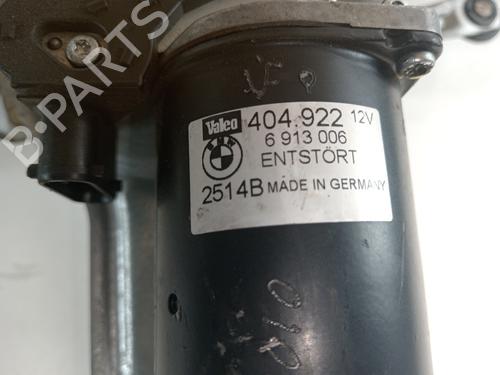 Valeo 404.922 12V
6 913 006
ENTSTÖRT
2514B MADE IN GERMANY
B-PARTS